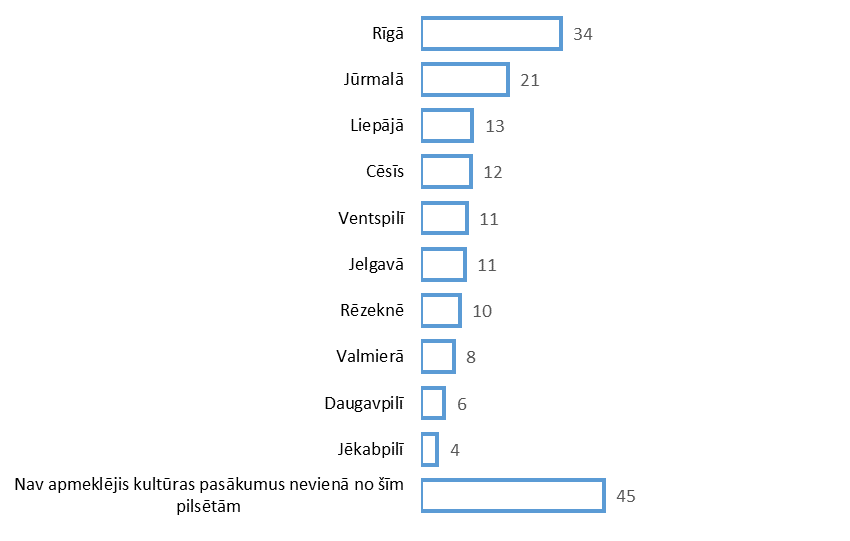 Rīgā 34
Jūrmalā 21
Liepājā 13
Cēsīs 12
Ventspilī 11
Jelgavā 11
Rēzeknē 10
Valmierā 8
Daugavpilī 6
Jēkabpilī 4
Nav apmeklējis kultūras pasākumus nevienā no šīm
pilsētām 45